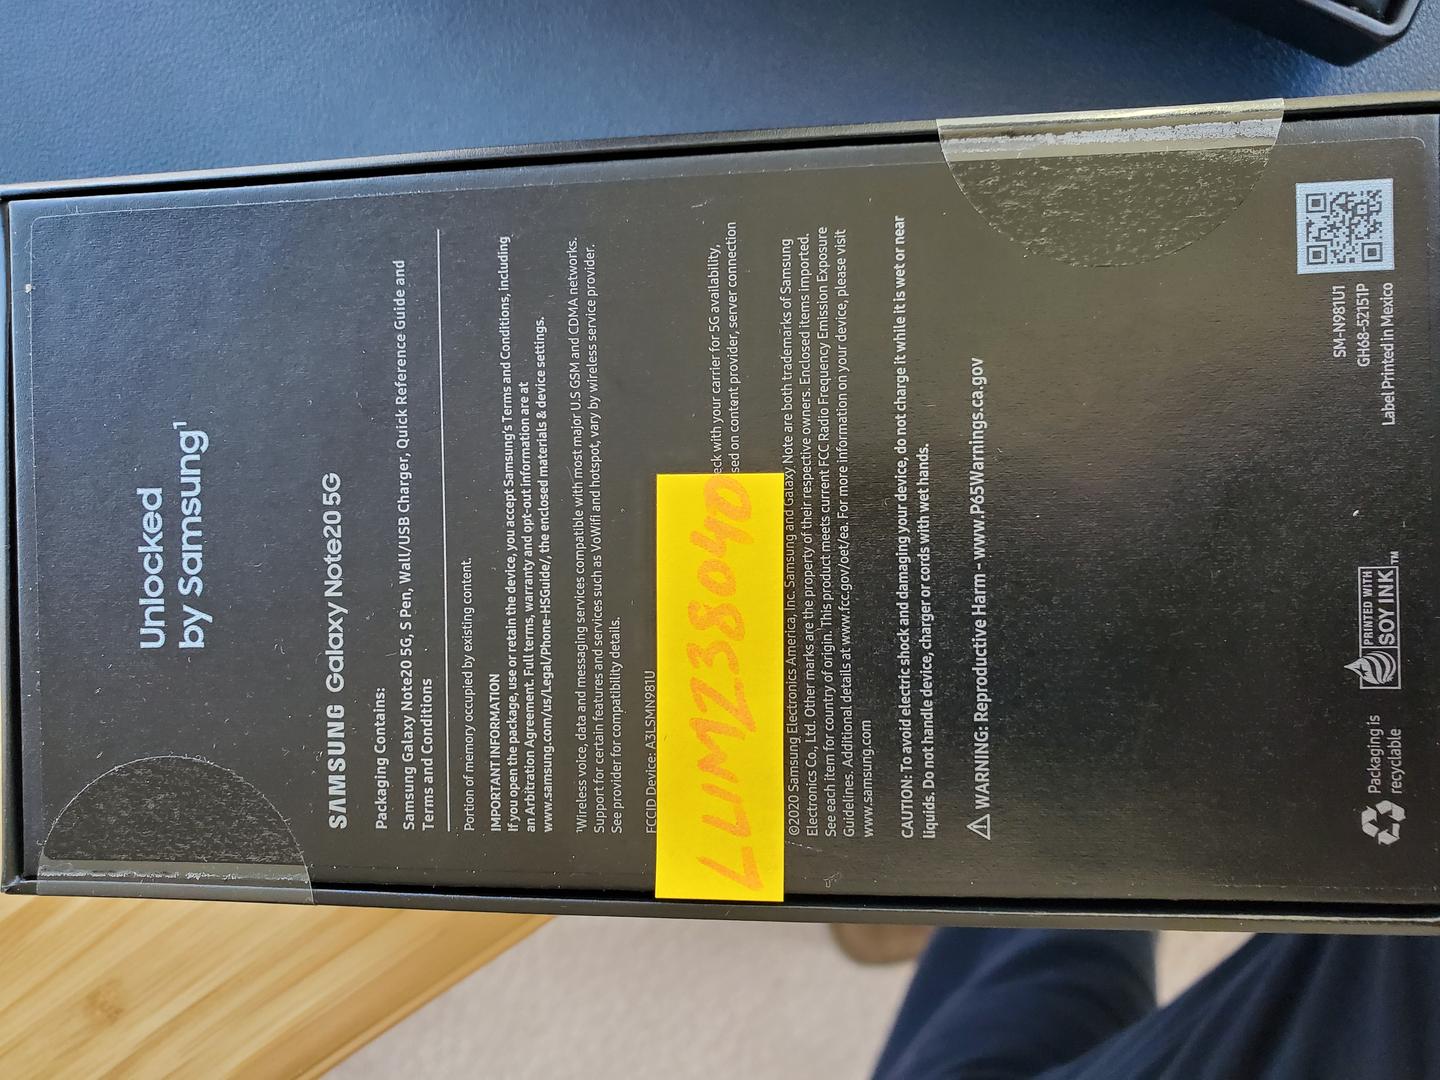 Unlocked
by Samsung¹
SAMSUNG Galaxy Note20 5G
Packaging Contains:
Samsung Galaxy Note20 5G, S Pen, Wall/USB Charger, Quick Reference Guide and
Terms and Conditions
Portion of memory occupied by existing content.
IMPORTANT INFORMATION
If you open the package, use or retain the device, you accept Samsung's Terms and Conditions, including
an Arbitration Agreement. Full terms, warranty and opt-out information are at
www.samsung.com/us/Legal/Phone-HSGuide/, the enclosed materials & device settings.
¹Wireless voice, data and messaging services compatible with most major U.S GSM and CDMA networks.
Support for certain features and services such as VoWifi and hotspot, vary by wireless service provider.
See provider for compatibility details.
FCC ID Device: A3LSMN981U
eck with your carrier for 5G availability,
sed on content provider, server connection
LUMZ38040
©2020 Samsung Electronics America, Inc. Samsung and Galaxy Note are both trademarks of Samsung
Electronics Co., Ltd. Other marks are the property of their respective owners. Enclosed items imported.
See each item for country of origin. This product meets current FCC Radio Frequency Emission Exposure
Guidelines. Additional details at www.fcc.gov/oet/ea. For more information on your device, please visit
www.samsung.com
CAUTION: To avoid electric shock and damaging your device, do not charge it while it is wet or near
liquids. Do not handle device, charger or cords with wet hands.
⚠ WARNING: Reproductive Harm - www.P65Warnings.ca.gov
SM-N981U1
GH68-52151P
Label Printed in Mexico
Packaging is
recyclable
PRINTED WITH
SOY INK™